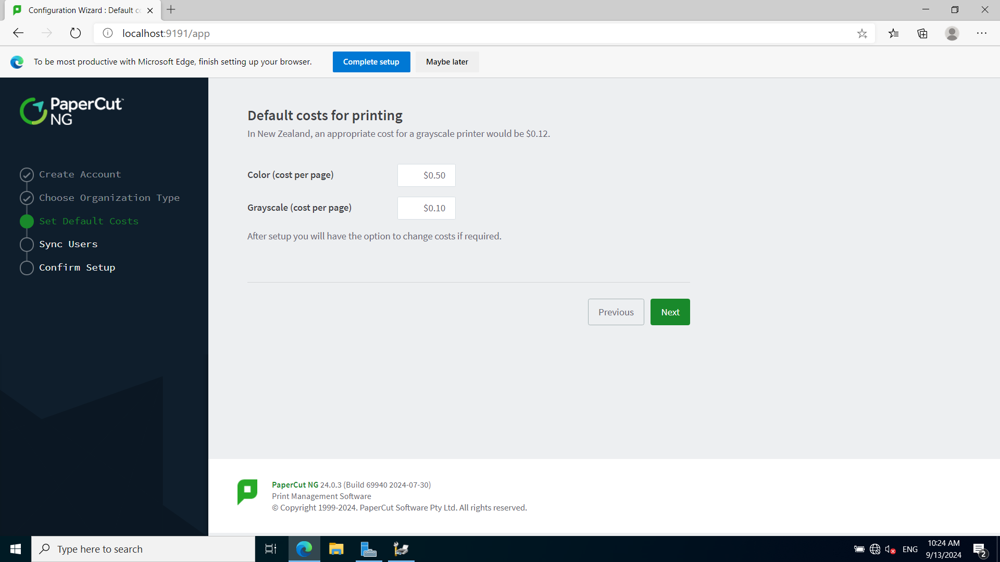 Configuration Wizard : Default co
localhost:9191/app
To be most productive with Microsoft Edge, finish setting up your browser.
Complete setup
Maybe later
PaperCut™
NG
Create Account
Choose Organization Type
Set Default Costs
Sync Users
Confirm Setup
Default costs for printing
In New Zealand, an appropriate cost for a grayscale printer would be $0.12.
Color (cost per page)
$0.50
Grayscale (cost per page)
$0.10
After setup you will have the option to change costs if required.
Previous
Next
PaperCut NG 24.0.3 (Build 69940 2024-07-30)
Print Management Software
© Copyright 1999-2024. PaperCut Software Pty Ltd. All rights reserved.
Type here to search
ENG
10:24 AM
9/13/2024
2